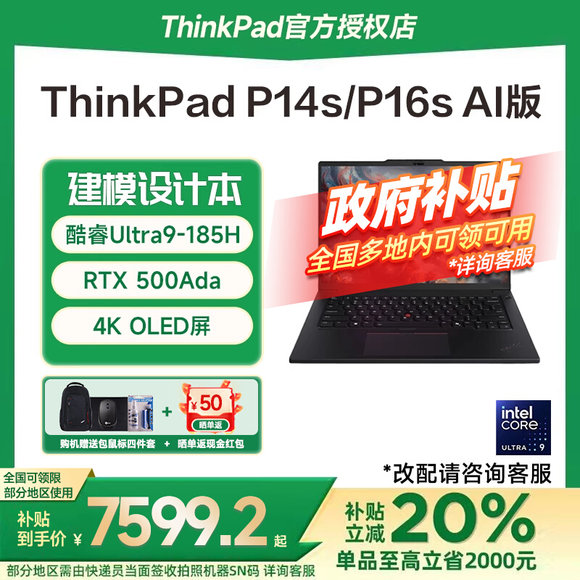 ThinkPad官方授权店
ThinkPad P14s/P16s AI版
建模设计本
酷睿Ultra9-185H
RTX 500Ada
4K OLED屏
政府补贴
全国多地内可领可用
*详询客服
¥50
晒单返
购机赠送包鼠标四件套 + 晒单返现金红包
intel
CORE
ULTRA 9
*改配请咨询客服
全国可领限
部分地区使用
补贴
到手价 ¥7599.2起
补贴
立减 20%
单品至高立省2000元
部分地区需由快递员当面签收拍照机器SN码 详询客服